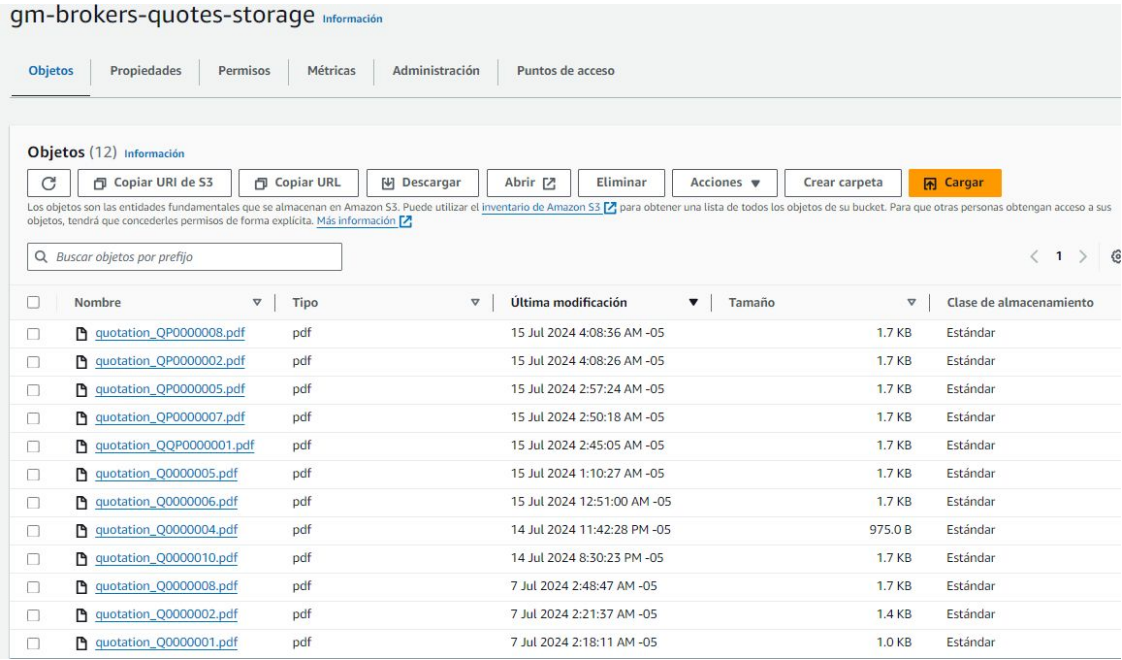 gm-brokers-quotes-storage Información
Objetos Propiedades Permisos Métricas Administración Puntos de acceso
Objetos (12) Información
Copiar URI de S3 Copiar URL Descargar Abrir Eliminar Acciones Crear carpeta Cargar
Los objetos son las entidades fundamentales que se almacenan en Amazon S3. Puede utilizar el inventario de Amazon S3 para obtener una lista de todos los objetos de su bucket. Para que otras personas obtengan acceso a sus
objetos, tendrá que concederles permisos de forma explícita. Más información
Buscar objetos por prefijo 1
Nombre Tipo Última modificación Tamaño Clase de almacenamiento
quotation_QP0000008.pdf pdf 15 Jul 2024 4:08:36 AM -05 1.7 KB Estándar
quotation_QP0000002.pdf pdf 15 Jul 2024 4:08:26 AM -05 1.7 KB Estándar
quotation_QP0000005.pdf pdf 15 Jul 2024 2:57:24 AM -05 1.7 KB Estándar
quotation_QP0000007.pdf pdf 15 Jul 2024 2:50:18 AM -05 1.7 KB Estándar
quotation_QQP0000001.pdf pdf 15 Jul 2024 2:45:05 AM -05 1.7 KB Estándar
quotation_Q0000005.pdf pdf 15 Jul 2024 1:10:27 AM -05 1.7 KB Estándar
quotation_Q0000006.pdf pdf 15 Jul 2024 12:51:00 AM -05 1.7 KB Estándar
quotation_Q0000004.pdf pdf 14 Jul 2024 11:42:28 PM -05 975.0 B Estándar
quotation_Q0000010.pdf pdf 14 Jul 2024 8:30:23 PM -05 1.7 KB Estándar
quotation_Q0000008.pdf pdf 7 Jul 2024 2:48:47 AM -05 1.7 KB Estándar
quotation_Q0000002.pdf pdf 7 Jul 2024 2:21:37 AM -05 1.4 KB Estándar
quotation_Q0000001.pdf pdf 7 Jul 2024 2:18:11 AM -05 1.0 KB Estándar